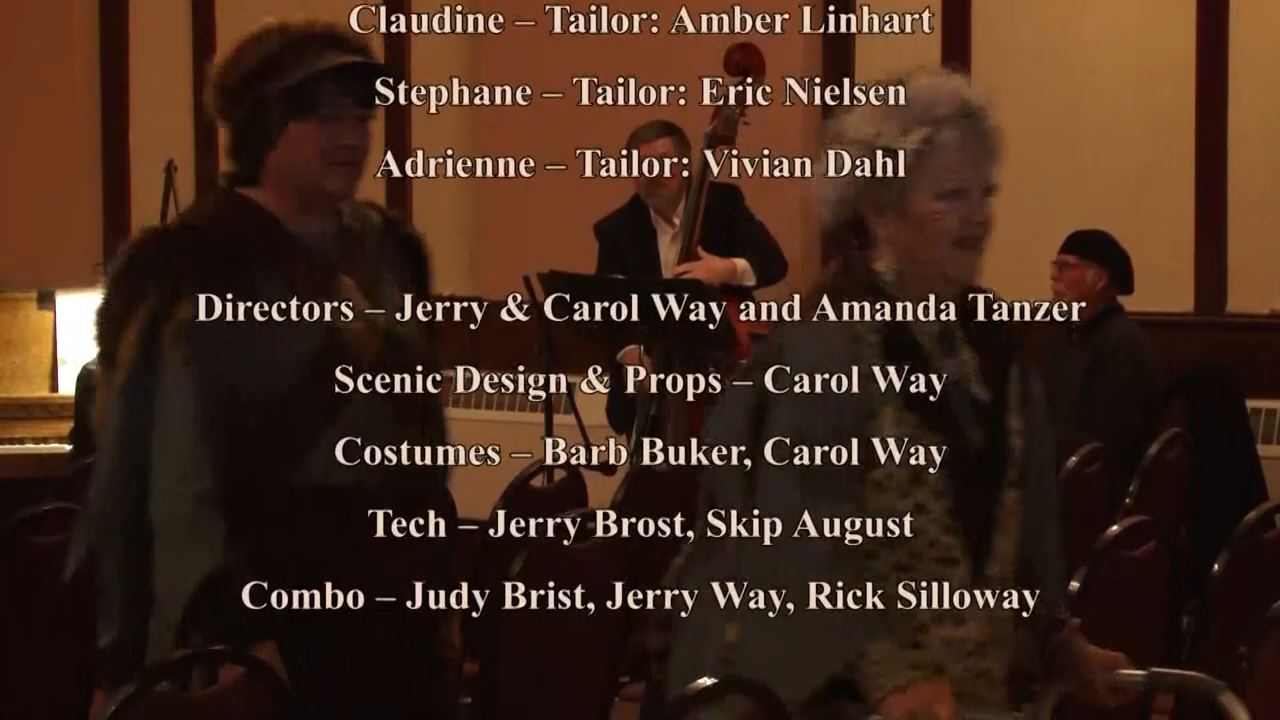 Claudine – Tailor: Amber Linhart
Stephane – Tailor: Eric Nielsen
Adrienne – Tailor: Vivian Dahl
Directors – Jerry & Carol Way and Amanda Tanzer
Scenic Design & Props – Carol Way
Costumes – Barb Buker, Carol Way
Tech – Jerry Brost, Skip August
Combo – Judy Brist, Jerry Way, Rick Silloway